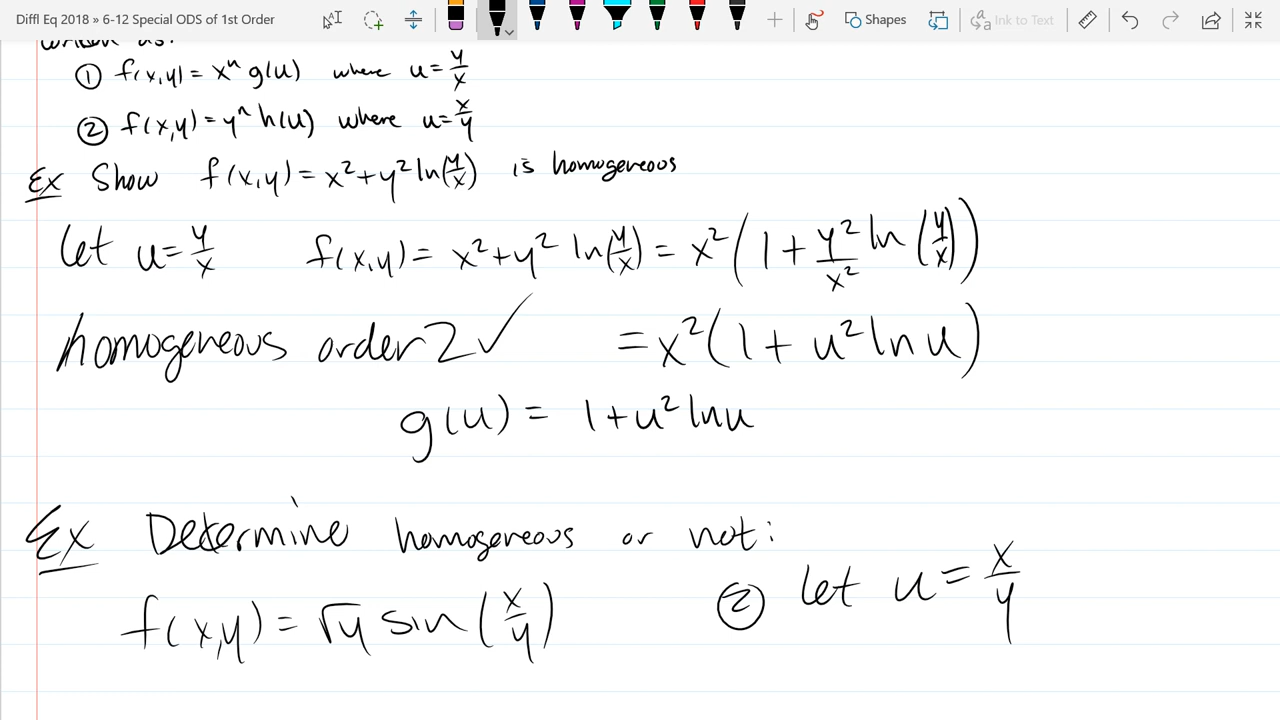 Diffl Eq 2018 » 6-12 Special ODS of 1st Order
Shapes
Ink to Text
① f(x,y) = xⁿ g(u) where u = y/x
② f(x,y) = yⁿ h(u) where u = x/y
Ex Show f(x,y) = x² + y² ln(y/x) is homogeneous
Let u = y/x f(x,y) = x² + y² ln(y/x) = x²(1 + y²/x² ln(y/x))
homogeneous order 2 ✓ = x²(1 + u² ln u)
g(u) = 1 + u² ln u
Ex Determine homogeneous or not:
f(x,y) = √y sin(x/y) ② let u = x/y